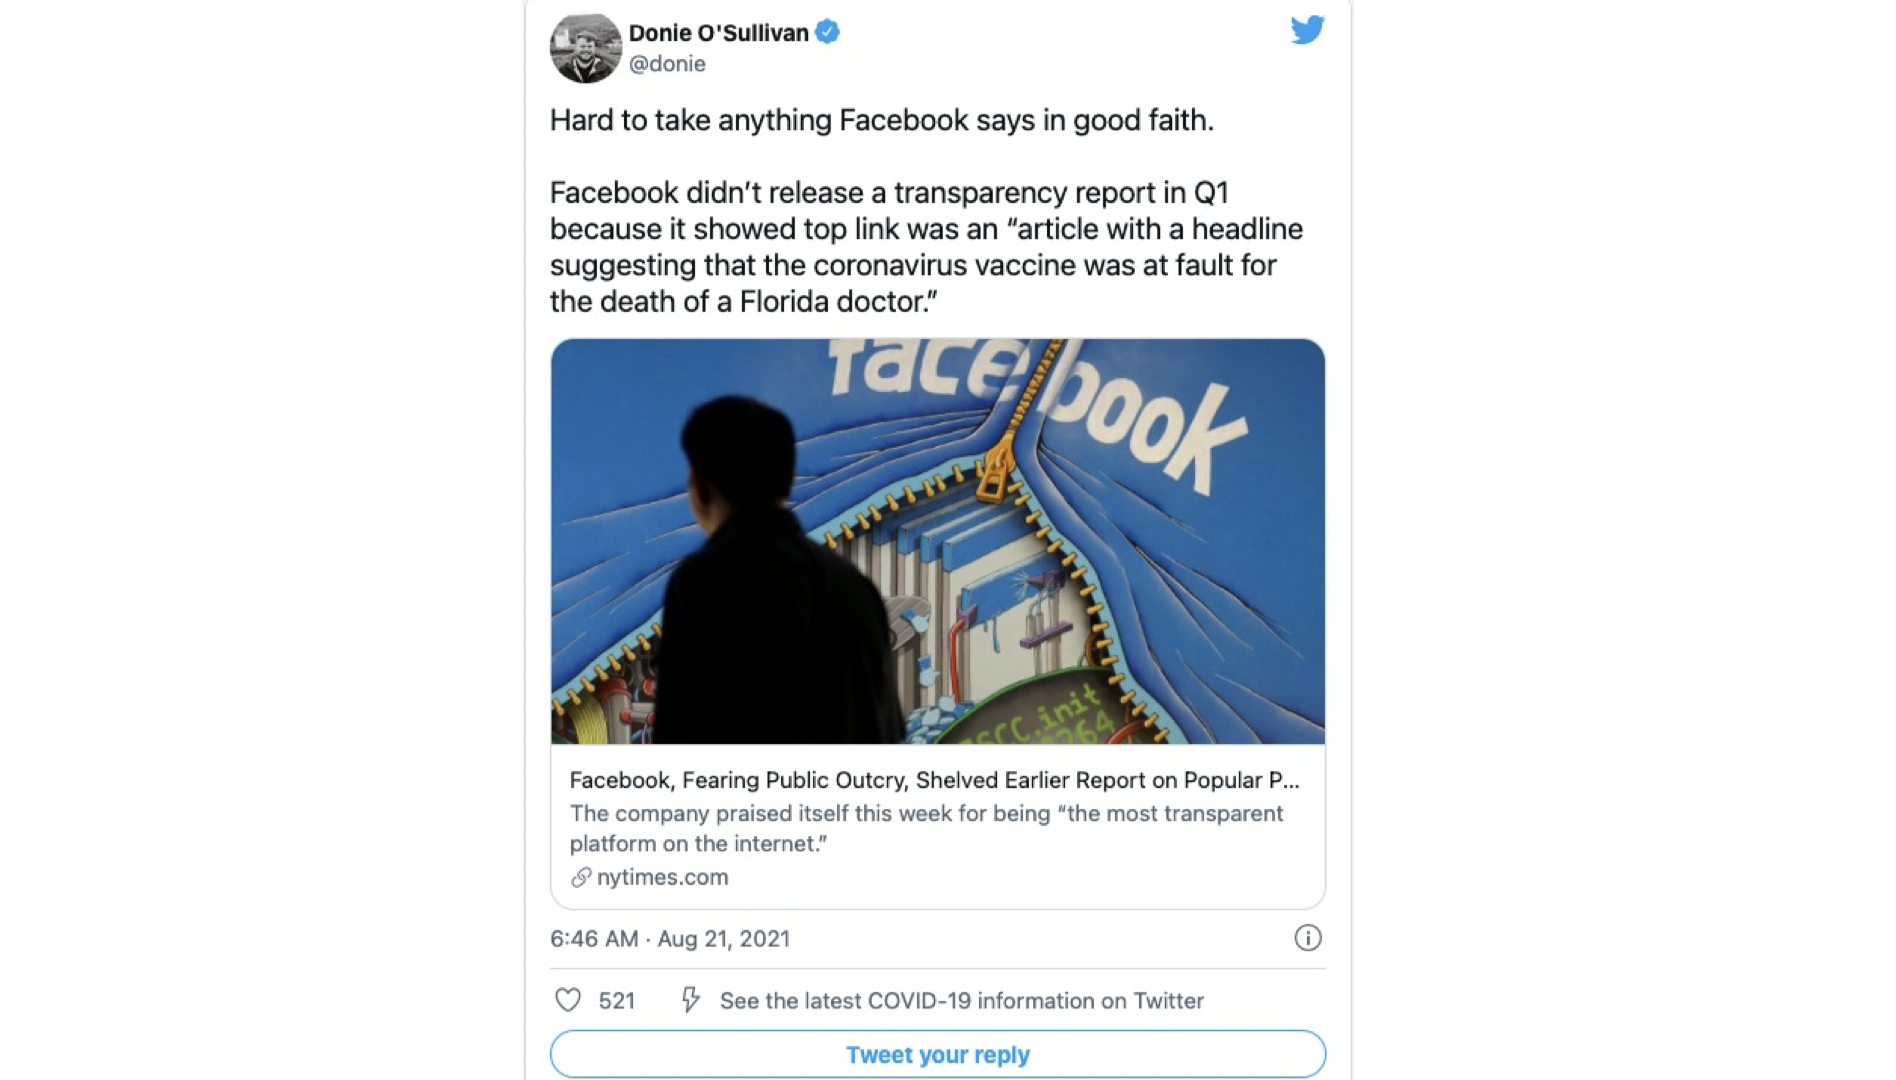 Donie O'Sullivan
@donie
Hard to take anything Facebook says in good faith.
Facebook didn’t release a transparency report in Q1
because it showed top link was an “article with a headline
suggesting that the coronavirus vaccine was at fault for
the death of a Florida doctor.”
facebook
init
264
Facebook, Fearing Public Outcry, Shelved Earlier Report on Popular P...
The company praised itself this week for being “the most transparent
platform on the internet.”
nytimes.com
6:46 AM · Aug 21, 2021
521 See the latest COVID-19 information on Twitter
Tweet your reply